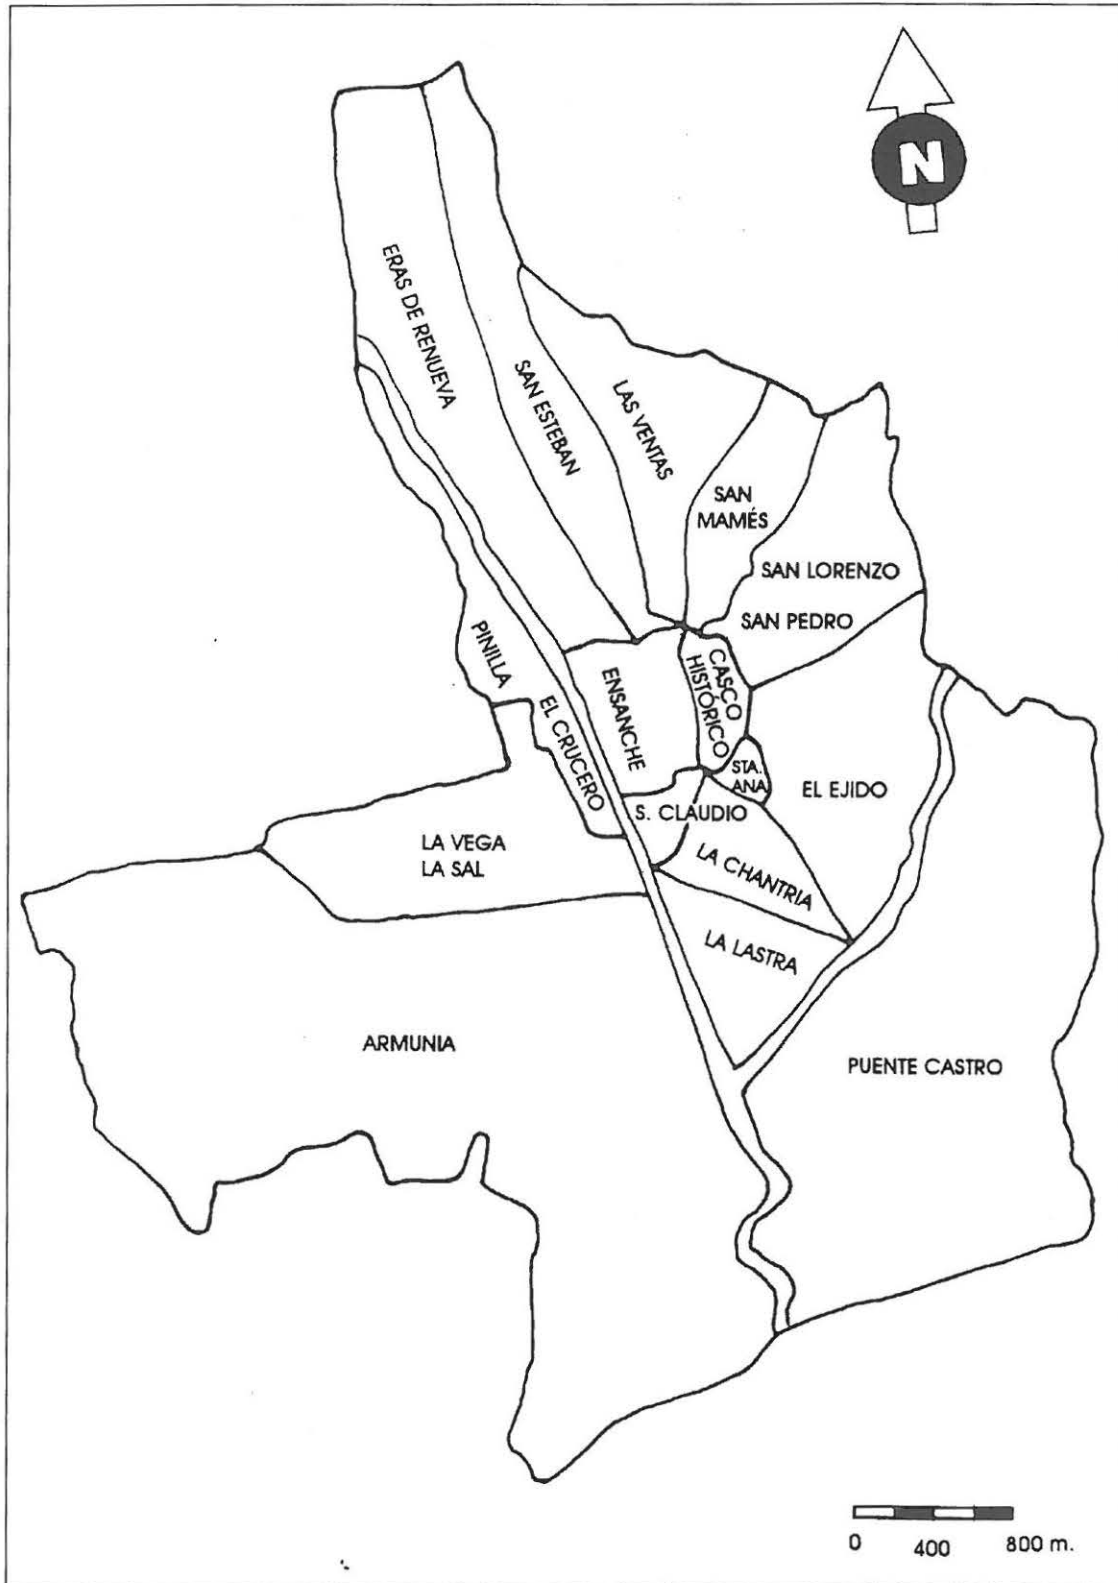 N
ERAS DE RENUEVA
SAN ESTEBAN
LAS VENTAS
SAN
MAMÉS
SAN LORENZO
SAN PEDRO
PINILLA
EL CRUCERO
ENSANCHE
CASCO
HISTÓRICO
STA.
ANA
EL EJIDO
S. CLAUDIO
LA VEGA
LA SAL
LA CHANTRIA
LA LASTRA
ARMUNIA
PUENTE CASTRO
0 400 800 m.